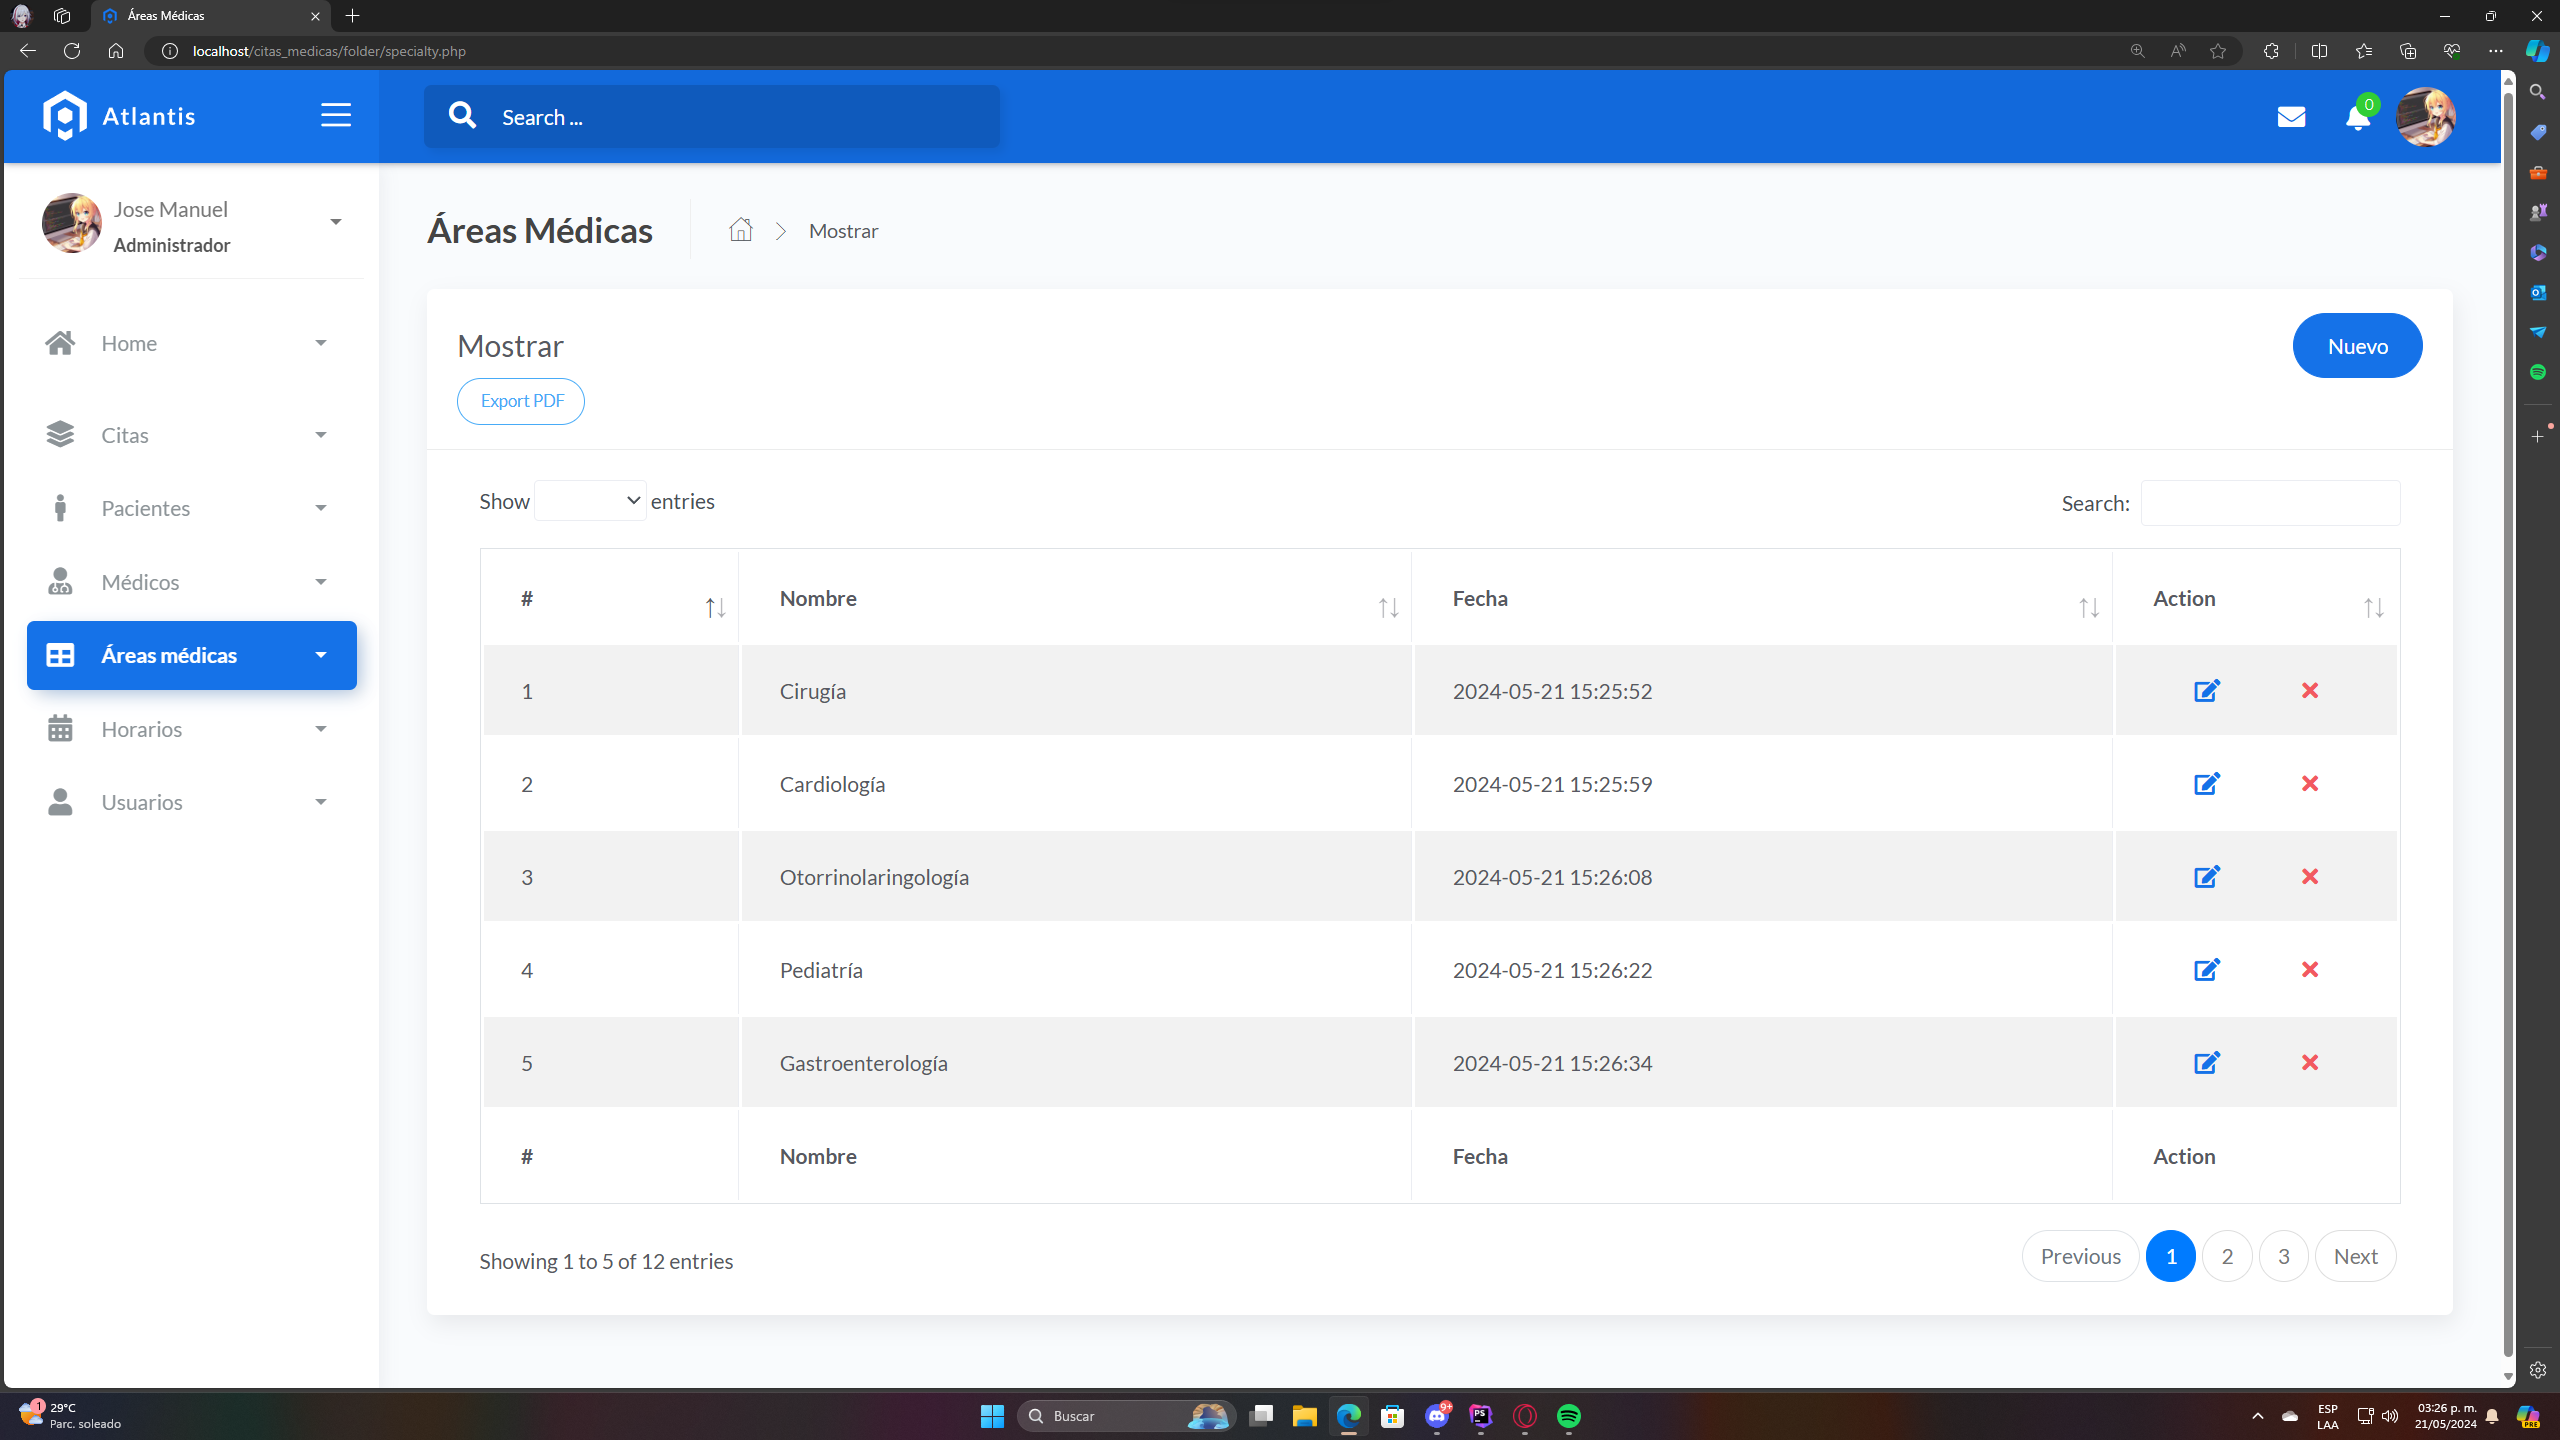 Áreas Médicas
localhost/citas_medicas/folder/specialty.php
Atlantis
Search ...
0
Jose Manuel
Administrador
Home
Citas
Pacientes
Médicos
Áreas médicas
Horarios
Usuarios
Áreas Médicas
Mostrar
Mostrar
Nuevo
Export PDF
Show entries
Search:
# Nombre Fecha Action
1 Cirugía 2024-05-21 15:25:52
2 Cardiología 2024-05-21 15:25:59
3 Otorrinolaringología 2024-05-21 15:26:08
4 Pediatría 2024-05-21 15:26:22
5 Gastroenterología 2024-05-21 15:26:34
# Nombre Fecha Action
Showing 1 to 5 of 12 entries
Previous 1 2 3 Next
1
29°C
Parc. soleado
Buscar
9+
PS
ESP
LAA
03:26 p. m.
21/05/2024
PRE